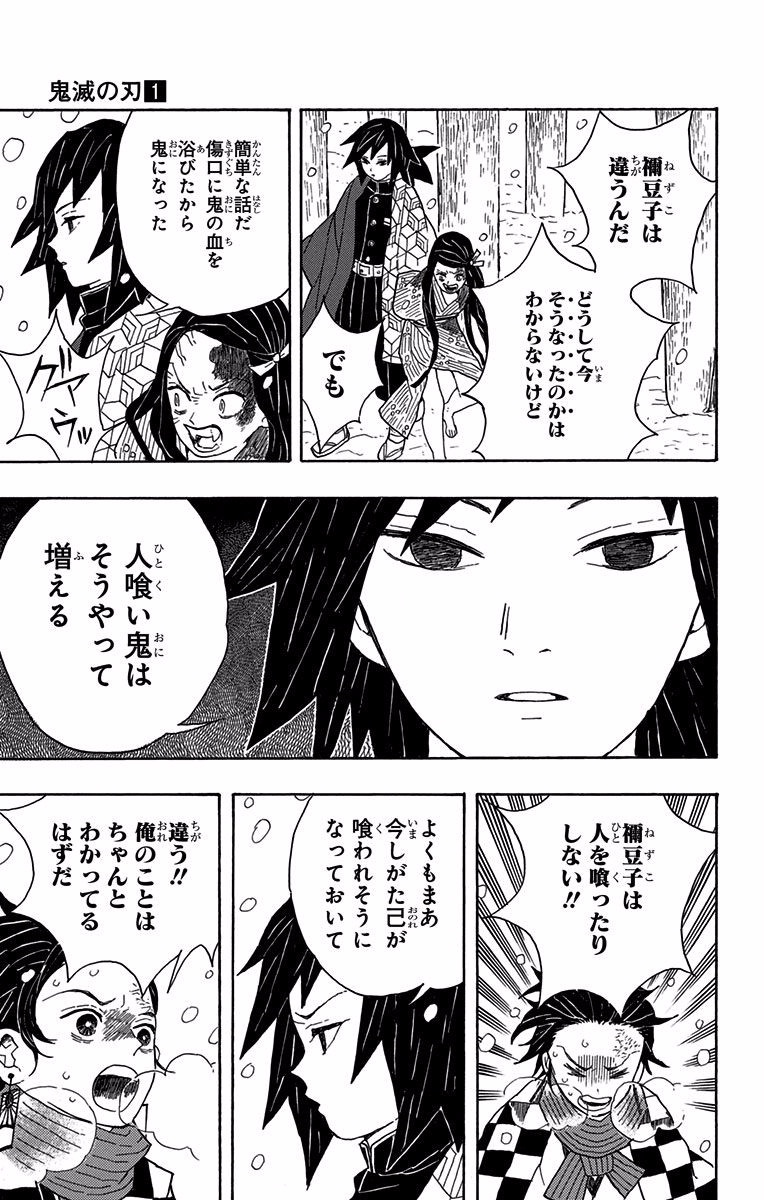 鬼滅の刃1
禰豆子は
違うんだ
どうして今
そうなったのかは
わからないけど
でも
簡単な話だ
傷口に鬼の血を
浴びたから
鬼になった
グァウッ
人喰い鬼は
そうやって
増える
禰豆子は
人を喰ったり
しない!!
よくもまあ
今しがた己が
喰われそうに
なっておいて
違う!!
俺のことは
ちゃんと
わかってる
はずだ